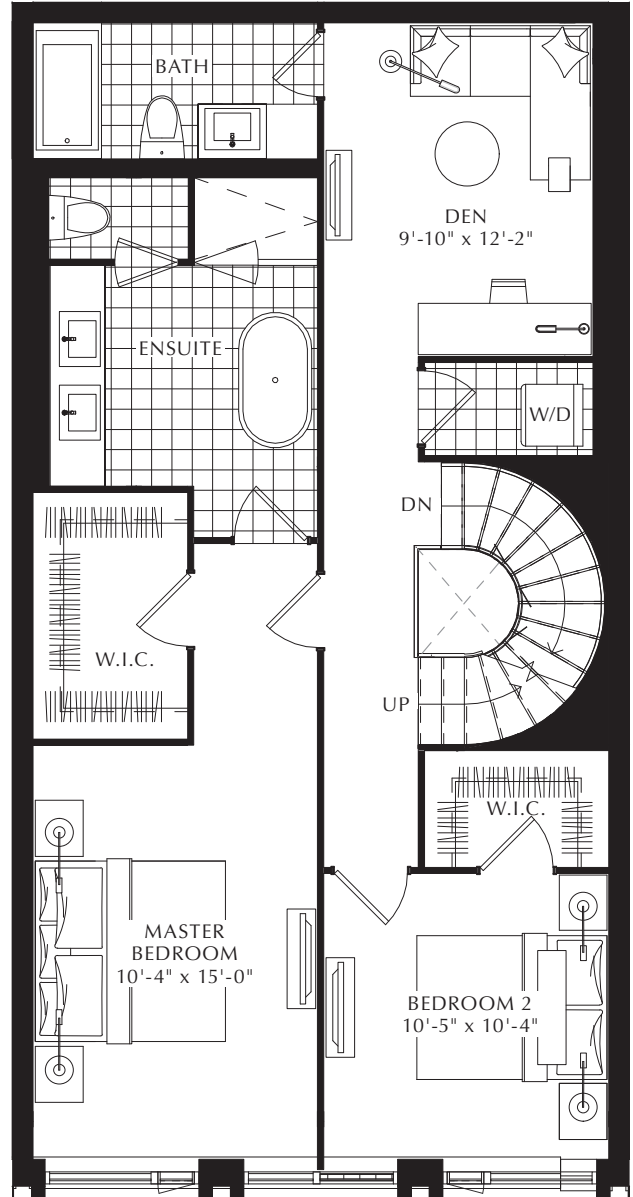 BATH
DEN
9'-10" x 12'-2"
ENSUITE
W/D
DN
W.I.C.
UP
W.I.C.
MASTER
BEDROOM
10'-4" x 15'-0"
BEDROOM 2
10'-5" x 10'-4"